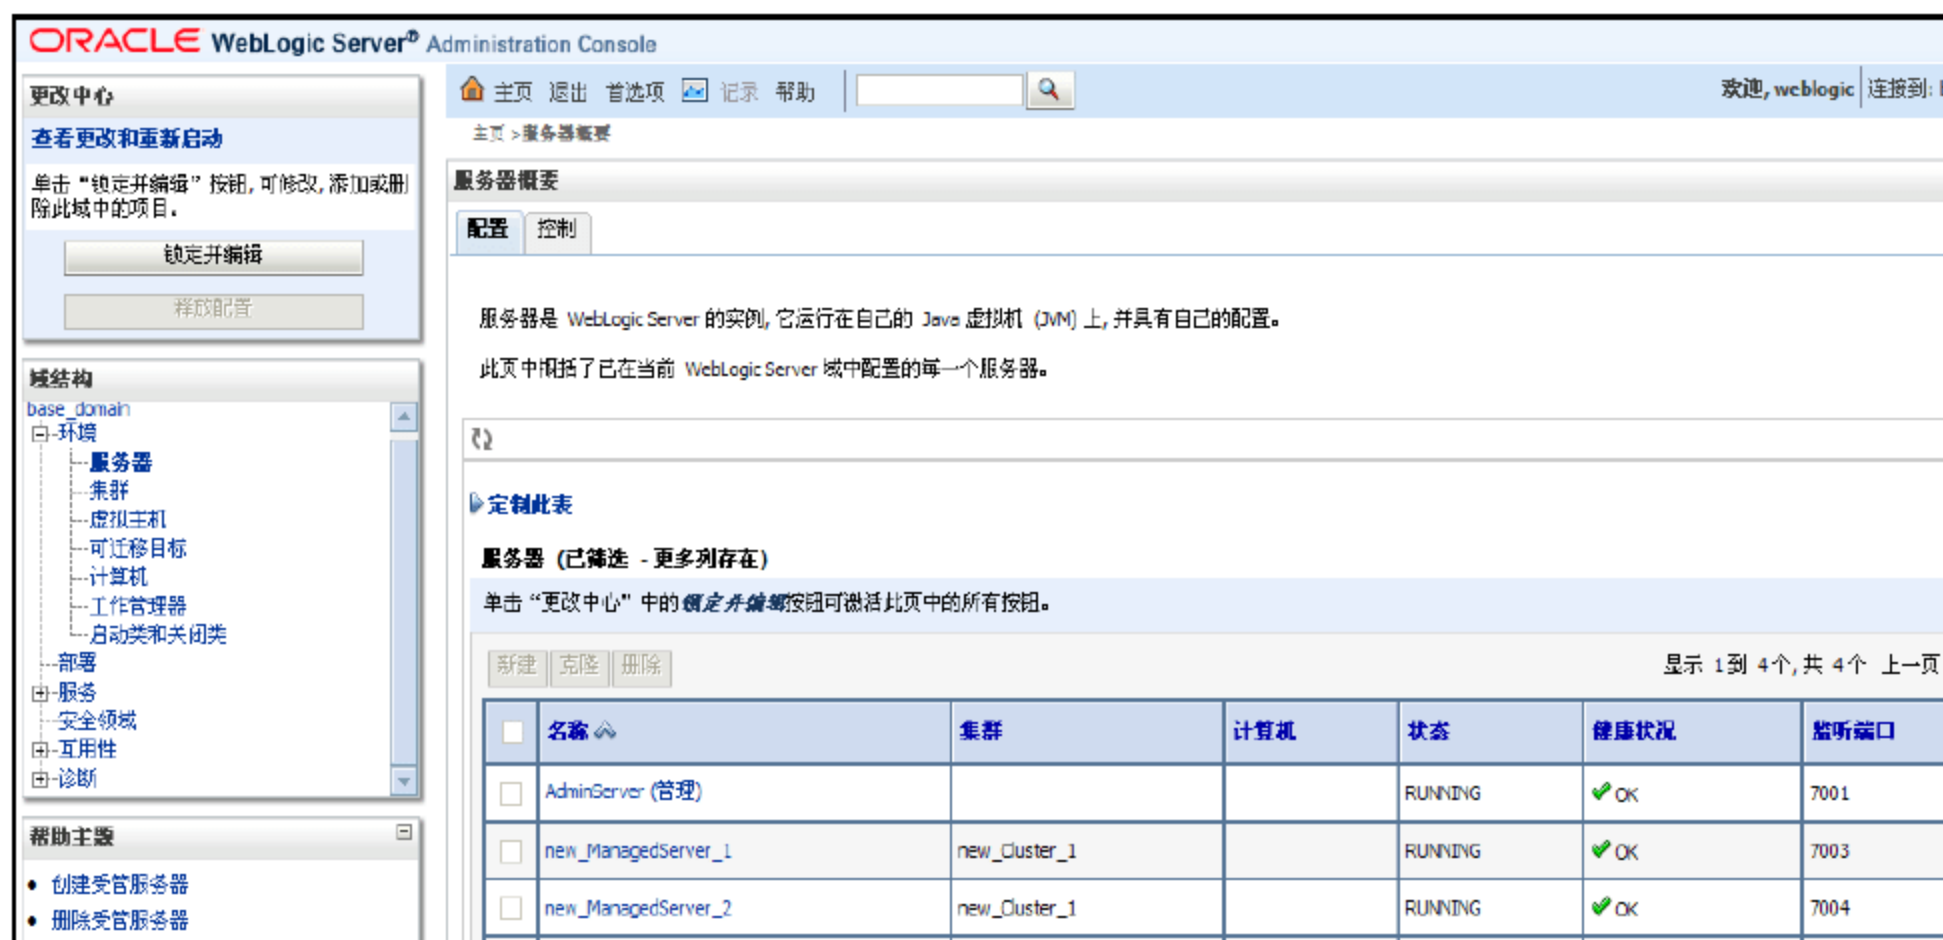 ORACLE WebLogic Server® Administration Console
更改中心
查看更改和重新启动
单击 “锁定并编辑” 按钮, 可修改, 添加或删
除此域中的项目。
锁定并编辑
释放配置
域结构
base_domain
环境
服务器
集群
虚拟主机
可迁移目标
计算机
工作管理器
启动类和关闭类
部署
服务
安全领域
互用性
诊断
帮助主题
创建受管服务器
删除受管服务器
主页 退出 首选项 记录 帮助
欢迎, weblogic 连接到:
主页 >服务器概要
服务器概要
配置 控制
服务器是 WebLogic Server 的实例, 它运行在自己的 Java 虚拟机 (JVM) 上, 并具有自己的配置。
此页中概括了已在当前 WebLogic Server 域中配置的每一个服务器。
定制此表
服务器 (已筛选 - 更多列存在)
单击 “更改中心” 中的锁定并编辑按钮可激活此页中的所有按钮。
新建 克隆 删除
显示 1到 4个, 共 4个 上一页
名称 集群 计算机 状态 健康状况 监听端口
AdminServer (管理) RUNNING OK 7001
new_ManagedServer_1 new_Cluster_1 RUNNING OK 7003
new_ManagedServer_2 new_Cluster_1 RUNNING OK 7004